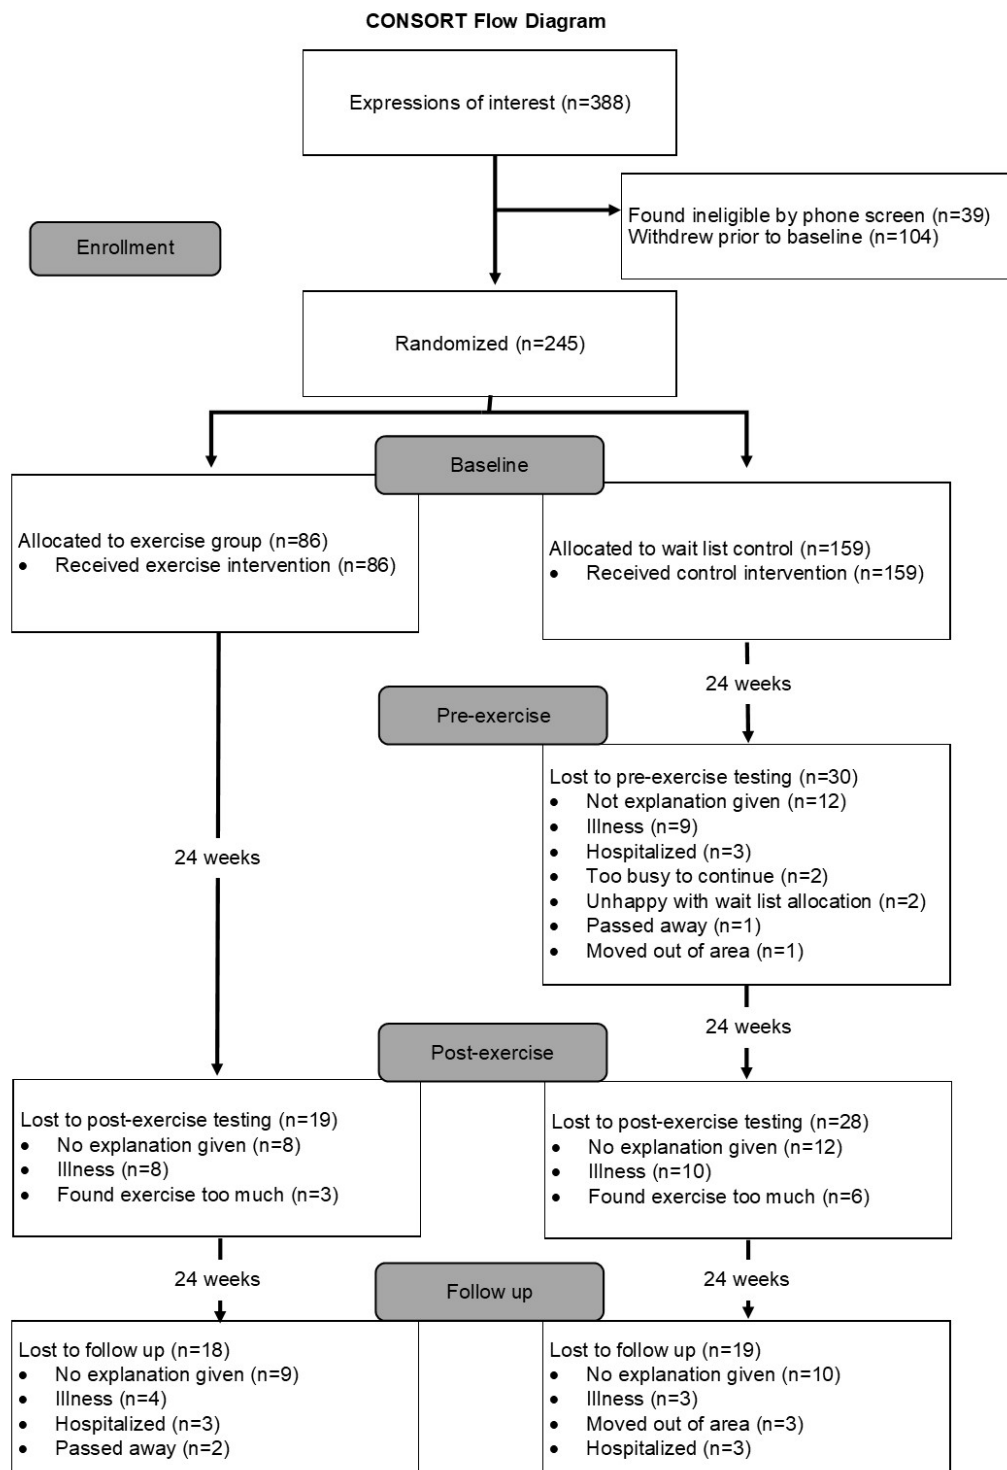 CONSORT Flow Diagram
Expressions of interest (n=388)
Found ineligible by phone screen (n=39)
Withdrew prior to baseline (n=104)
Enrollment
Randomized (n=245)
Baseline
Allocated to exercise group (n=86)
• Received exercise intervention (n=86)
Allocated to wait list control (n=159)
• Received control intervention (n=159)
24 weeks
Pre-exercise
Lost to pre-exercise testing (n=30)
• Not explanation given (n=12)
• Illness (n=9)
• Hospitalized (n=3)
• Too busy to continue (n=2)
• Unhappy with wait list allocation (n=2)
• Passed away (n=1)
• Moved out of area (n=1)
24 weeks
24 weeks
Post-exercise
Lost to post-exercise testing (n=19)
• No explanation given (n=8)
• Illness (n=8)
• Found exercise too much (n=3)
Lost to post-exercise testing (n=28)
• No explanation given (n=12)
• Illness (n=10)
• Found exercise too much (n=6)
24 weeks
24 weeks
Follow up
Lost to follow up (n=18)
• No explanation given (n=9)
• Illness (n=4)
• Hospitalized (n=3)
• Passed away (n=2)
Lost to follow up (n=19)
• No explanation given (n=10)
• Illness (n=3)
• Moved out of area (n=3)
• Hospitalized (n=3)